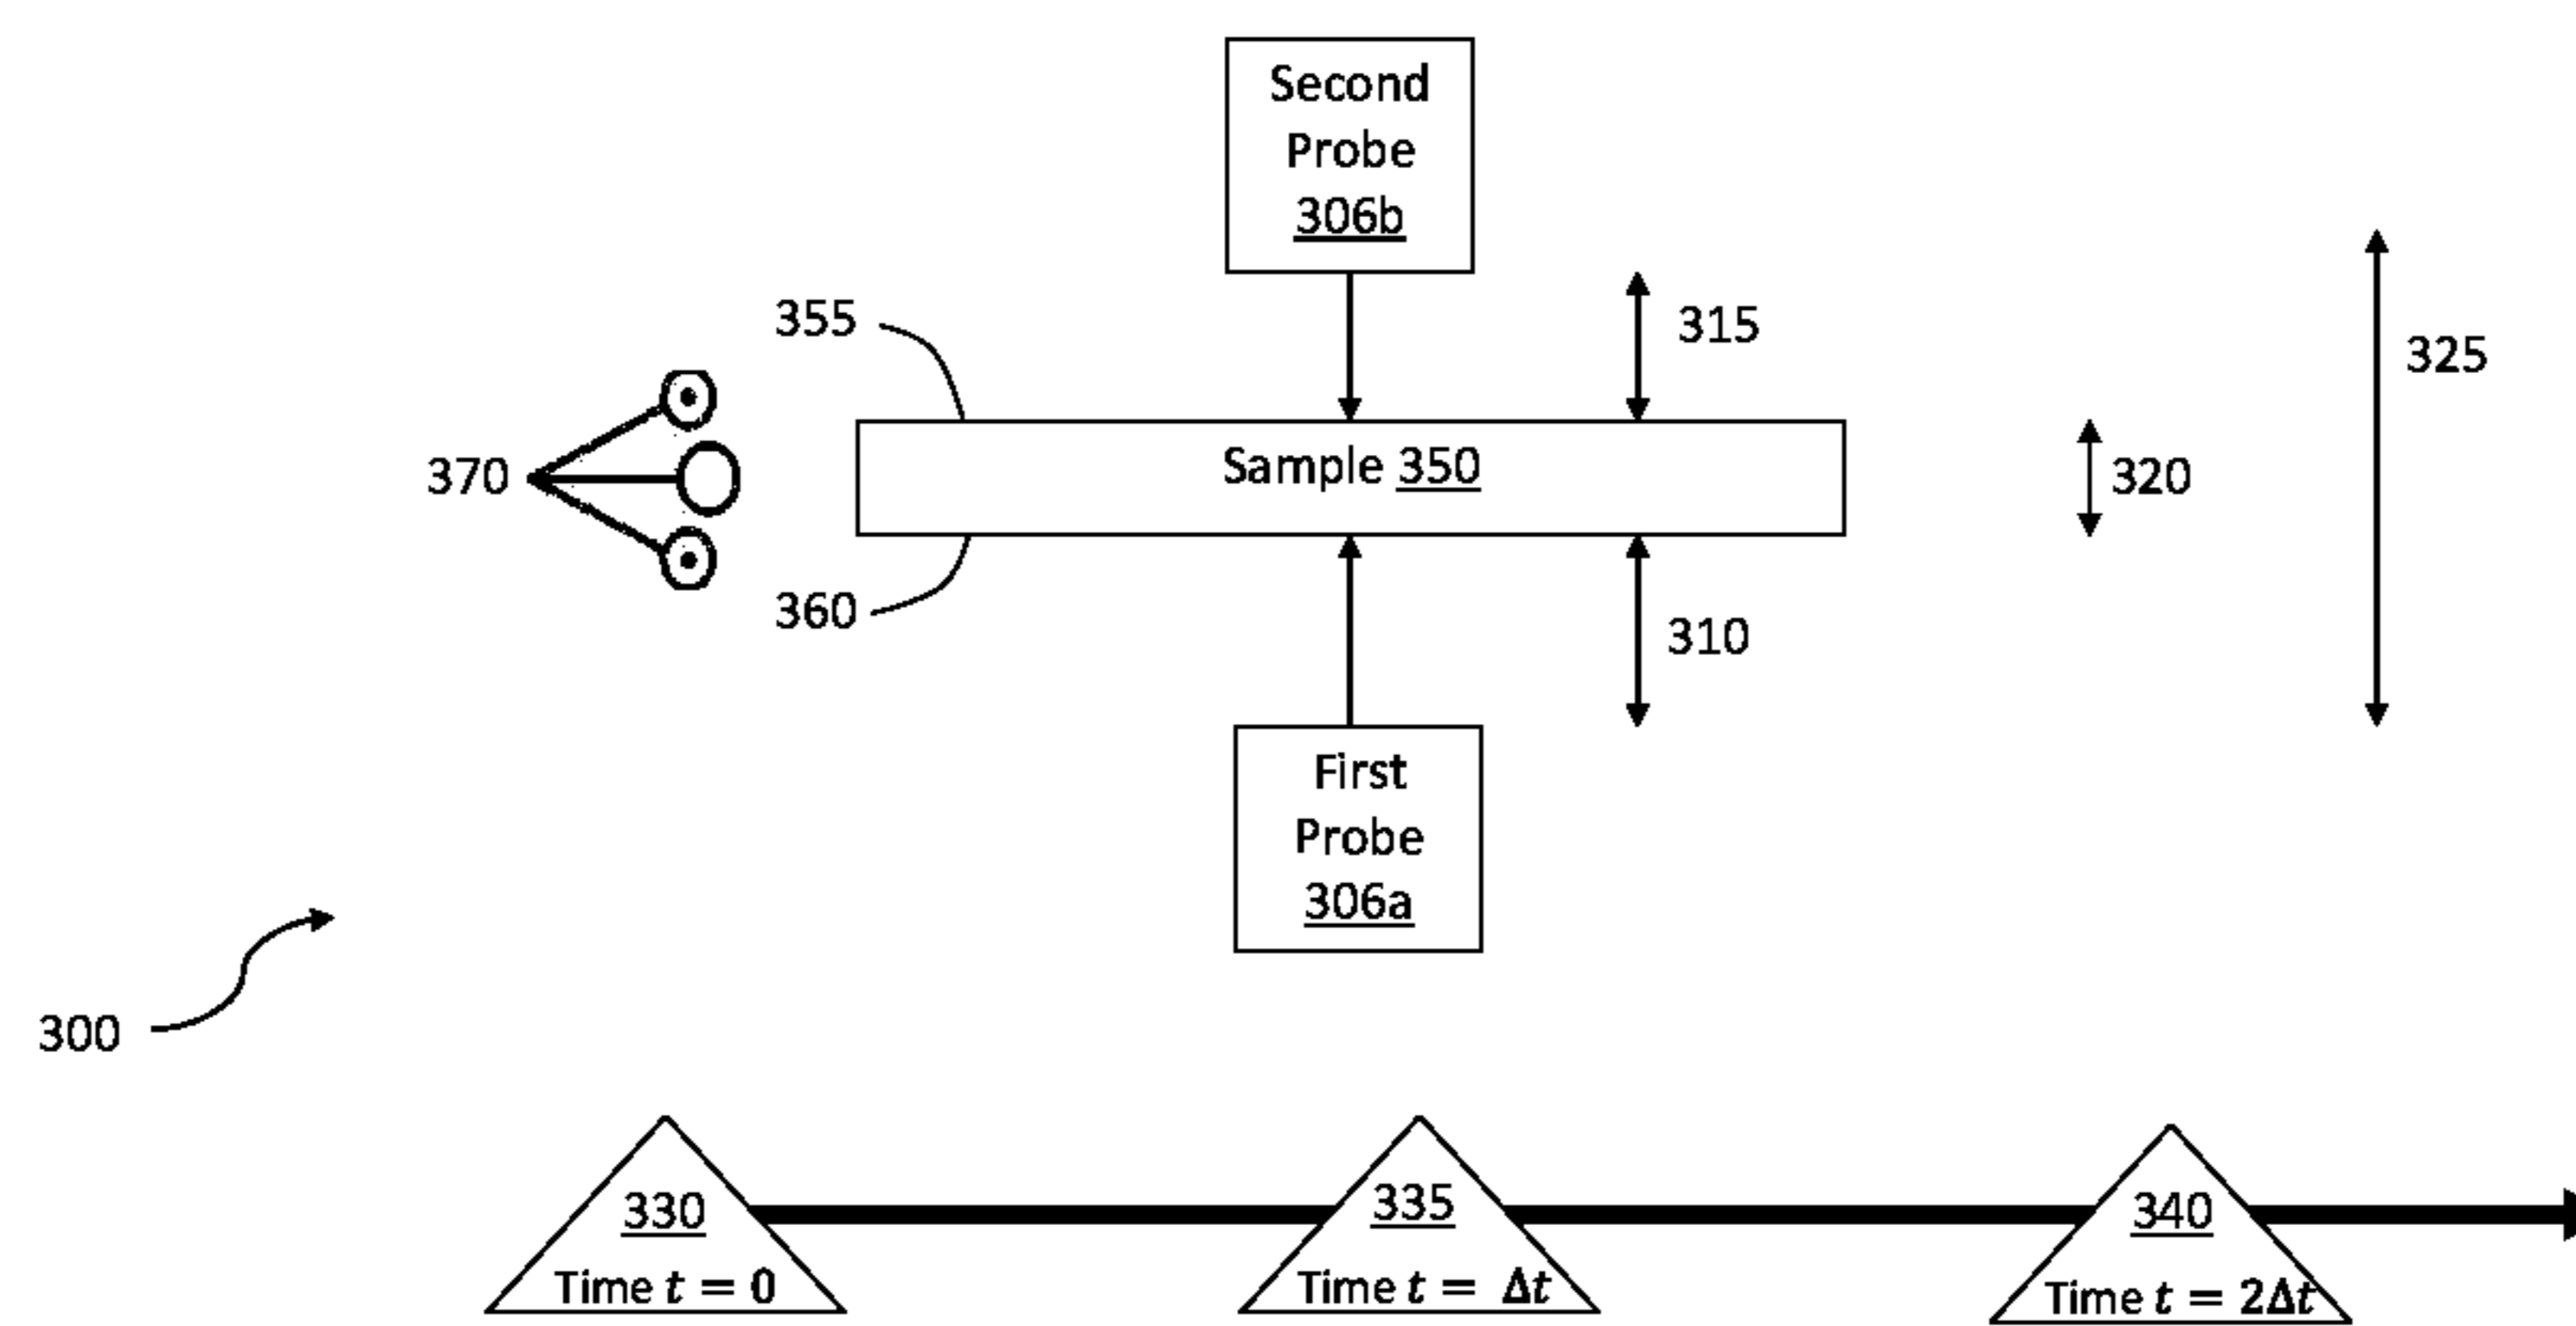 Second
Probe
306b
355
315
325
370
Sample 350
320
360
310
First
Probe
306a
300
330
Time t = 0
335
Time t = Δt
340
Time t = 2Δt